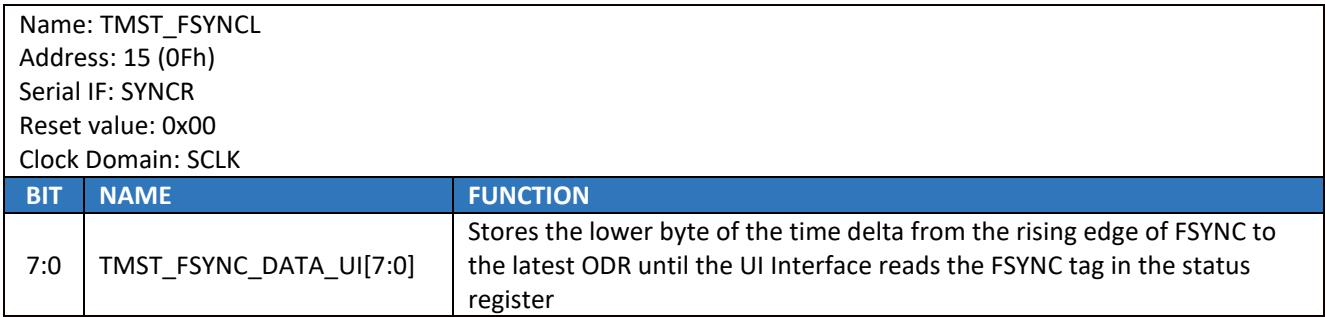 Name: TMST_FSYNCL
Address: 15 (0Fh)
Serial IF: SYNCR
Reset value: 0x00
Clock Domain: SCLK
BIT NAME FUNCTION
7:0 TMST_FSYNC_DATA_UI[7:0] Stores the lower byte of the time delta from the rising edge of FSYNC to
the latest ODR until the UI Interface reads the FSYNC tag in the status
register